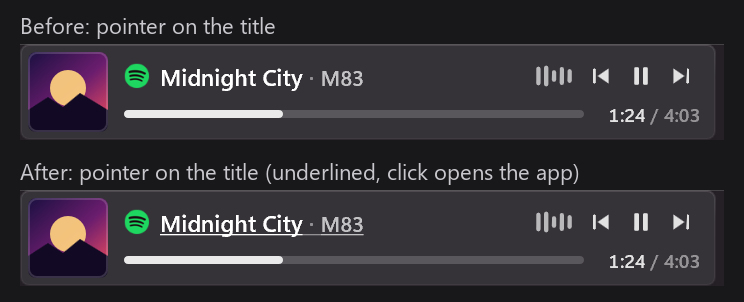 Before: pointer on the title
Midnight City · M83
1:24 / 4:03
After: pointer on the title (underlined, click opens the app)
Midnight City · M83
1:24 / 4:03